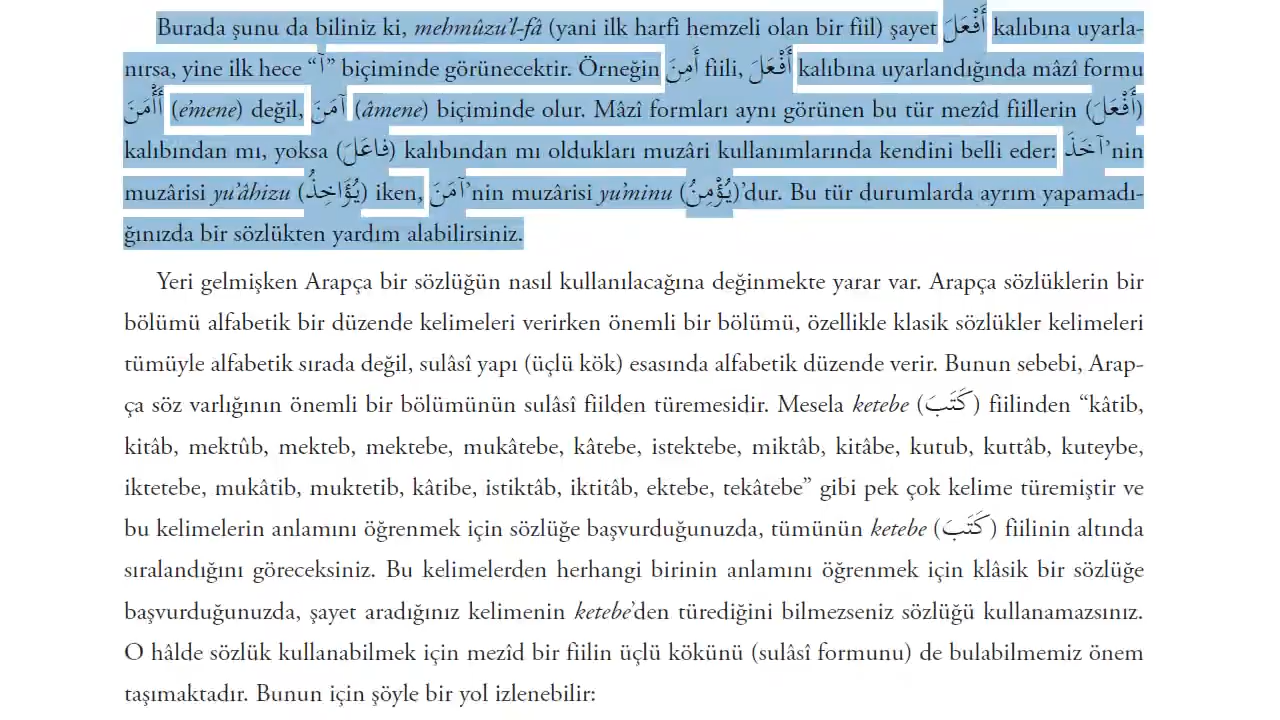 Burada şunu da biliniz ki, mehmûzu’l-fâ (yani ilk harfi hemzeli olan bir fiil) şayet أَفْعَلَ kalıbına uyarla-
nırsa, yine ilk hece “آ” biçiminde görünecektir. Örneğin أَمِنَ fiili, أَفْعَلَ kalıbına uyarlandığında mâzî formu
أَأْمَنَ (e’mene) değil, آمَنَ (âmene) biçiminde olur. Mâzî formları aynı görünen bu tür mezîd fiillerin (أَفْعَلَ)
kalıbından mı, yoksa (فَاعَلَ) kalıbından mı oldukları muzâri kullanımlarında kendini belli eder: آخَذَ’nin
muzârisi yu’âhizu (يُؤَاخِذُ) iken, آمَنَ’nin muzârisi yu’minu (يُؤْمِنُ)’dur. Bu tür durumlarda ayrım yapamadı-
ğınızda bir sözlükten yardım alabilirsiniz.
Yeri gelmişken Arapça bir sözlüğün nasıl kullanılacağına değinmekte yarar var. Arapça sözlüklerin bir
bölümü alfabetik bir düzende kelimeleri verirken önemli bir bölümü, özellikle klasik sözlükler kelimeleri
tümüyle alfabetik sırada değil, sulâsî yapı (üçlü kök) esasında alfabetik düzende verir. Bunun sebebi, Arap-
ça söz varlığının önemli bir bölümünün sulâsî fiilden türemesidir. Mesela ketebe (كَتَبَ) fiilinden “kâtib,
kitâb, mektûb, mekteb, mektebe, mukâtebe, kâtebe, istektebe, miktâb, kitâbe, kutub, kuttâb, kuteybe,
iktetebe, mukâtib, muktetib, kâtibe, istiktâb, iktitâb, ektebe, tekâtebe” gibi pek çok kelime türemiştir ve
bu kelimelerin anlamını öğrenmek için sözlüğe başvurduğunuzda, tümünün ketebe (كَتَبَ) fiilinin altında
sıralandığını göreceksiniz. Bu kelimelerden herhangi birinin anlamını öğrenmek için klâsik bir sözlüğe
başvurduğunuzda, şayet aradığınız kelimenin ketebe’den türediğini bilmezseniz sözlüğü kullanamazsınız.
O hâlde sözlük kullanabilmek için mezîd bir fiilin üçlü kökünü (sulâsî formunu) de bulabilmemiz önem
taşımaktadır. Bunun için şöyle bir yol izlenebilir: